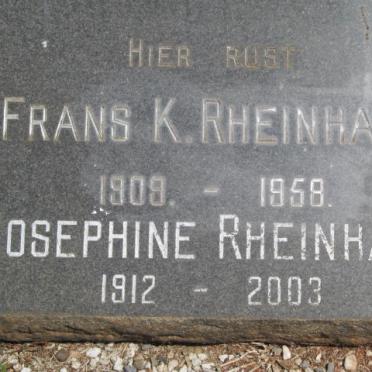 HIER RUST
FRANS K. RHEINHA
1909. - 1958.
OSEPHINE RHEINHA
1912 - 2003